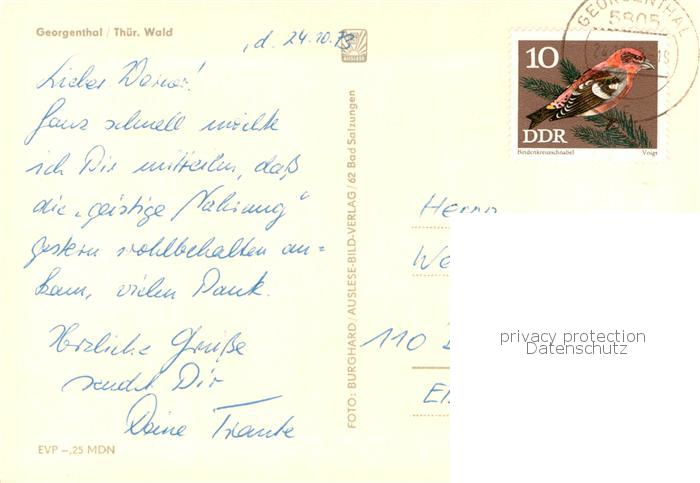 Georgenthal / Thür. Wald
, d. 24.10.73
AUSLESE
Liebes
Ganz schnell möchte
ich Dir mitteilen, daß
die „geistige Nahrung"
gestern wohlbehalten an=
kam, vielen Dank.
Herzliche Grüße
sendet Dir
Deine
EVP –,25 MDN
FOTO: BURGHARD / AUSLESE-BILD-VERLAG / 62 Bad Salzungen
GEORGENTHAL
5805
10
DDR
Bindenkreuzschnabel Voigt
Herrn
We
110
privacy protection
Datenschutz